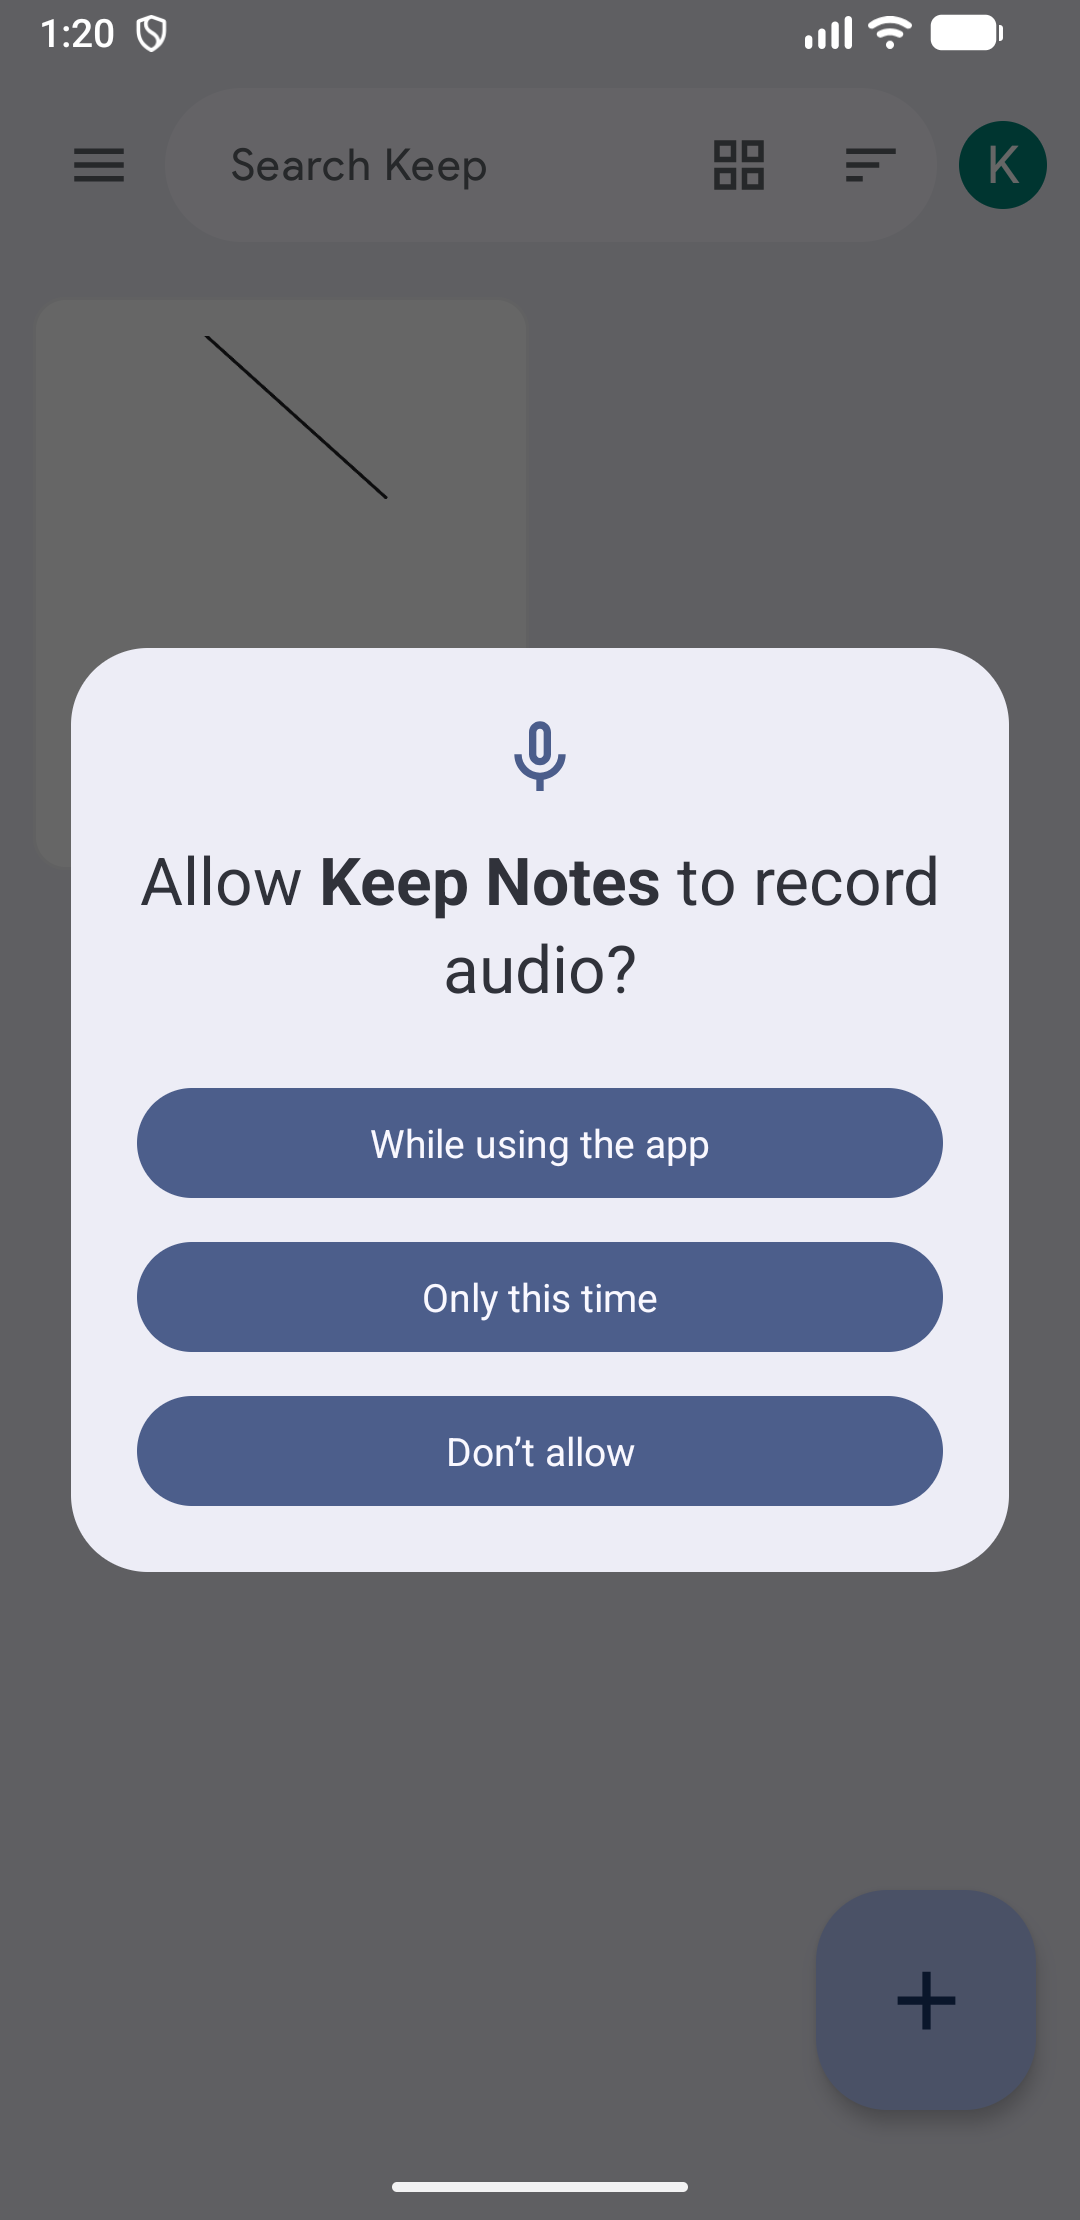 1:20
Search Keep
K
Allow Keep Notes to record
audio?
While using the app
Only this time
Don’t allow